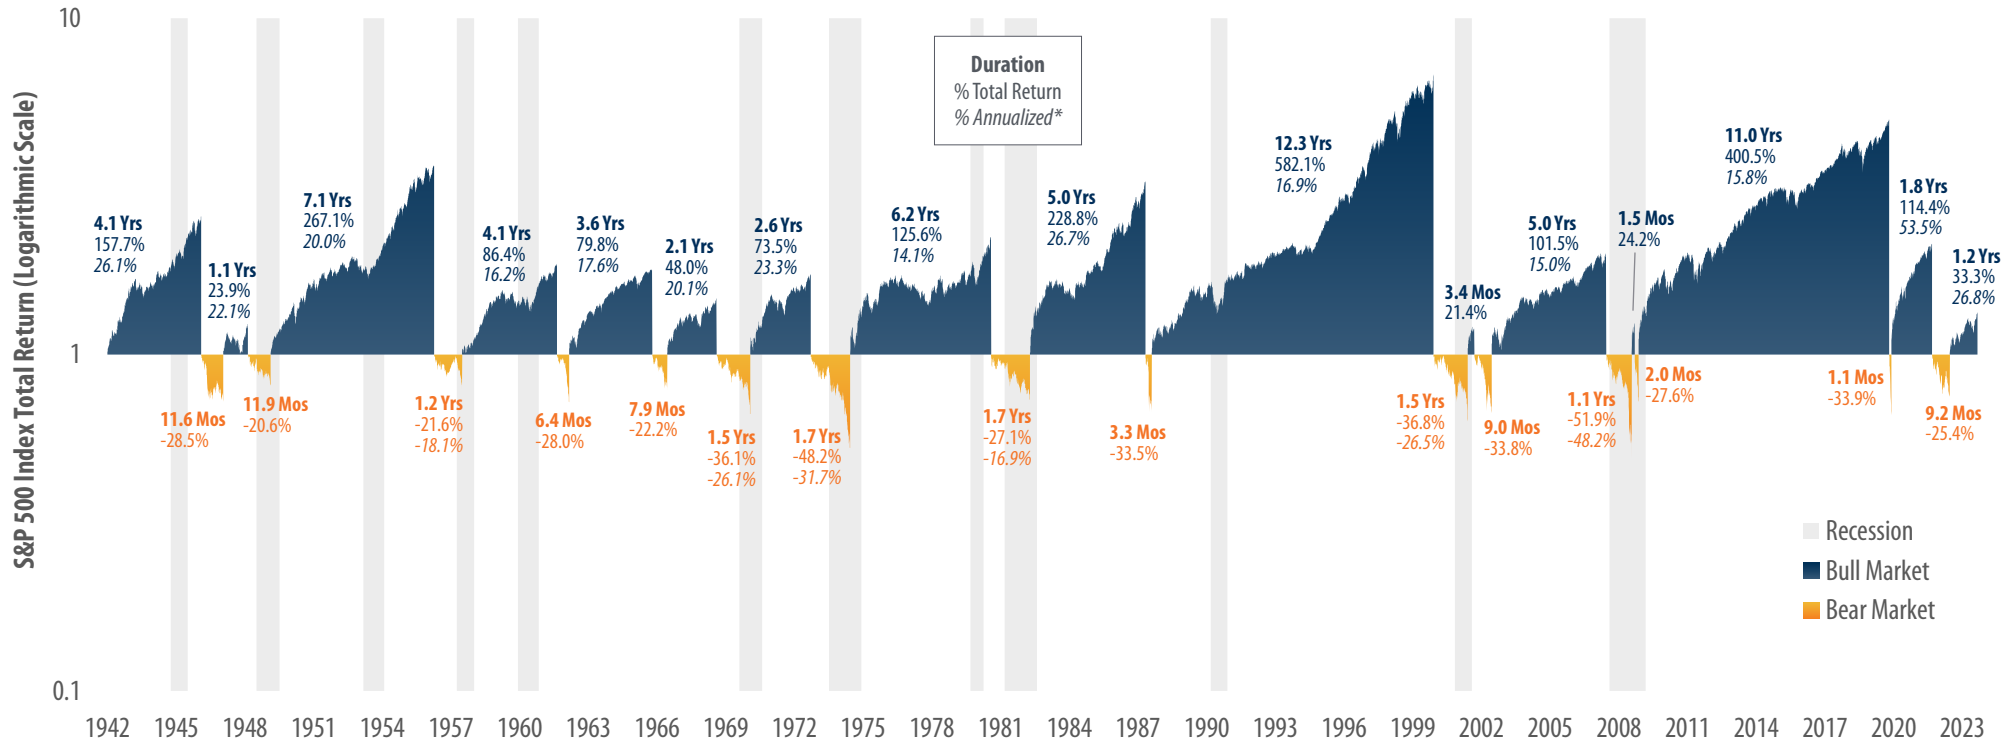 S&P 500 Index Total Return (Logarithmic Scale)
10
1
0.1
Duration
% Total Return
% Annualized*
4.1 Yrs
157.7%
26.1%
1.1 Yrs
23.9%
22.1%
7.1 Yrs
267.1%
20.0%
4.1 Yrs
86.4%
16.2%
3.6 Yrs
79.8%
17.6%
2.1 Yrs
48.0%
20.1%
2.6 Yrs
73.5%
23.3%
6.2 Yrs
125.6%
14.1%
5.0 Yrs
228.8%
26.7%
12.3 Yrs
582.1%
16.9%
3.4 Mos
21.4%
5.0 Yrs
101.5%
15.0%
1.5 Mos
24.2%
11.0 Yrs
400.5%
15.8%
1.8 Yrs
114.4%
53.5%
1.2 Yrs
33.3%
26.8%
11.6 Mos
-28.5%
11.9 Mos
-20.6%
1.2 Yrs
-21.6%
-18.1%
6.4 Mos
-28.0%
7.9 Mos
-22.2%
1.5 Yrs
-36.1%
-26.1%
1.7 Yrs
-48.2%
-31.7%
1.7 Yrs
-27.1%
-16.9%
3.3 Mos
-33.5%
1.5 Yrs
-36.8%
-26.5%
9.0 Mos
-33.8%
1.1 Yrs
-51.9%
-48.2%
2.0 Mos
-27.6%
1.1 Mos
-33.9%
9.2 Mos
-25.4%
Recession
Bull Market
Bear Market
1942 1945 1948 1951 1954 1957 1960 1963 1966 1969 1972 1975 1978 1981 1984 1987 1990 1993 1996 1999 2002 2005 2008 2011 2014 2017 2020 2023